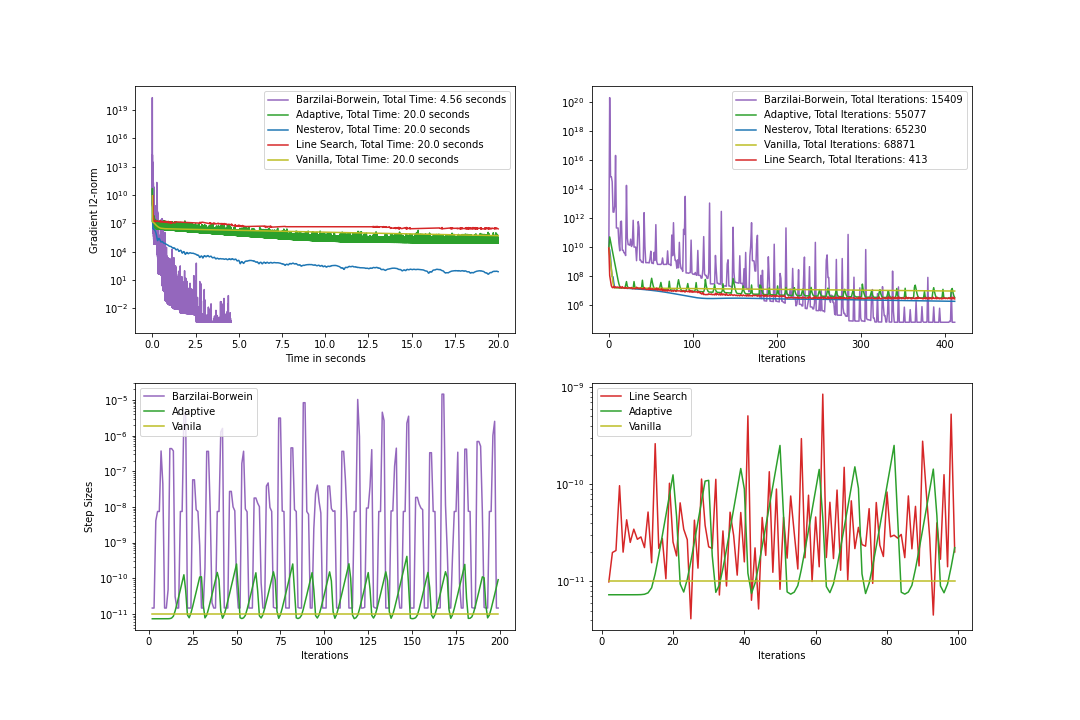 Gradient l2-norm
10^19
10^16
10^13
10^10
10^7
10^4
10^1
10^-2
Barzilai-Borwein, Total Time: 4.56 seconds
Adaptive, Total Time: 20.0 seconds
Nesterov, Total Time: 20.0 seconds
Line Search, Total Time: 20.0 seconds
Vanilla, Total Time: 20.0 seconds
0.0 2.5 5.0 7.5 10.0 12.5 15.0 17.5 20.0
Time in seconds
10^20
10^18
10^16
10^14
10^12
10^10
10^8
10^6
Barzilai-Borwein, Total Iterations: 15409
Adaptive, Total Iterations: 55077
Nesterov, Total Iterations: 65230
Vanilla, Total Iterations: 68871
Line Search, Total Iterations: 413
0 100 200 300 400
Iterations
Step Sizes
10^-5
10^-6
10^-7
10^-8
10^-9
10^-10
10^-11
Barzilai-Borwein
Adaptive
Vanila
0 25 50 75 100 125 150 175 200
Iterations
10^-9
10^-10
10^-11
Line Search
Adaptive
Vanilla
0 20 40 60 80 100
Iterations